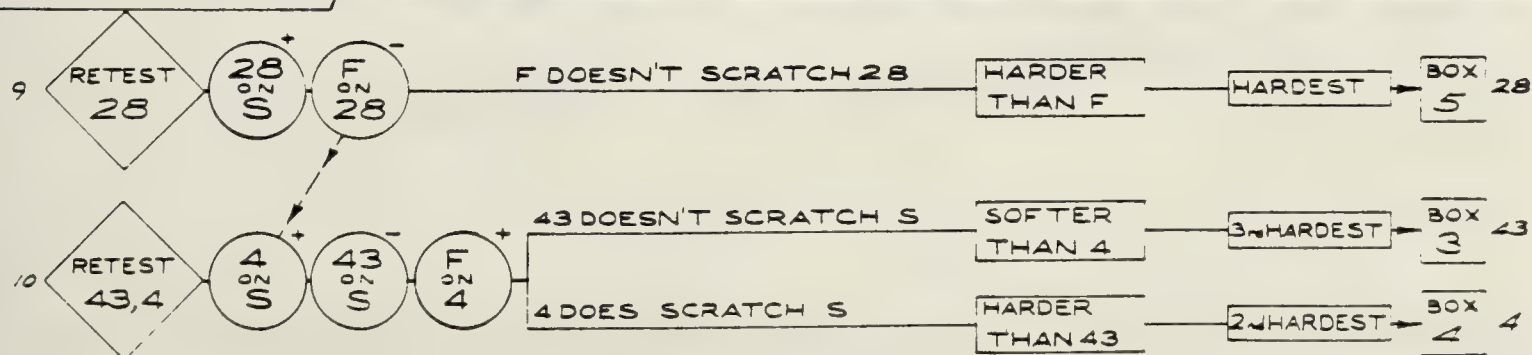 9
RETEST
28
28
ON
S
+
F
ON
28
-
F DOESN'T SCRATCH 28
HARDER
THAN F
HARDEST
BOX
5
28
10
RETEST
43,4
4
ON
S
+
43
ON
S
-
F
ON
4
+
43 DOESN'T SCRATCH S
SOFTER
THAN 4
3rd HARDEST
BOX
3
43
4 DOES SCRATCH S
HARDER
THAN 43
2nd HARDEST
BOX
4
4